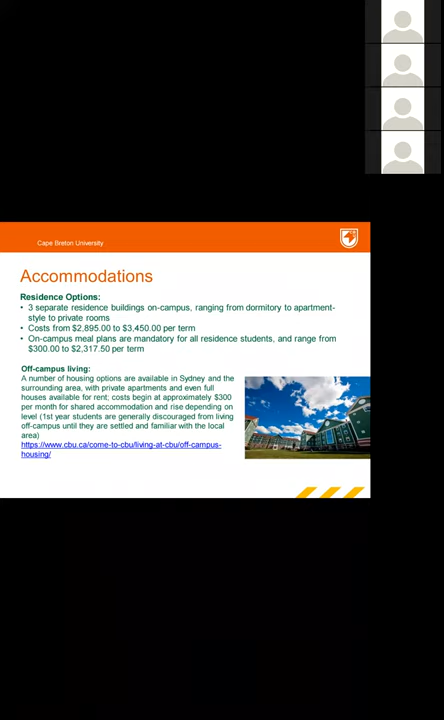 Cape Breton University
Accommodations
Residence Options:
• 3 separate residence buildings on-campus, ranging from dormitory to apartment-
style to private rooms
• Costs from $2,895.00 to $3,450.00 per term
• On-campus meal plans are mandatory for all residence students, and range from
$300.00 to $2,317.50 per term
Off-campus living:
A number of housing options are available in Sydney and the
surrounding area, with private apartments and even full
houses available for rent; costs begin at approximately $300
per month for shared accommodation and rise depending on
level (1st year students are generally discouraged from living
off-campus until they are settled and familiar with the local
area)
https://www.cbu.ca/come-to-cbu/living-at-cbu/off-campus-
housing/